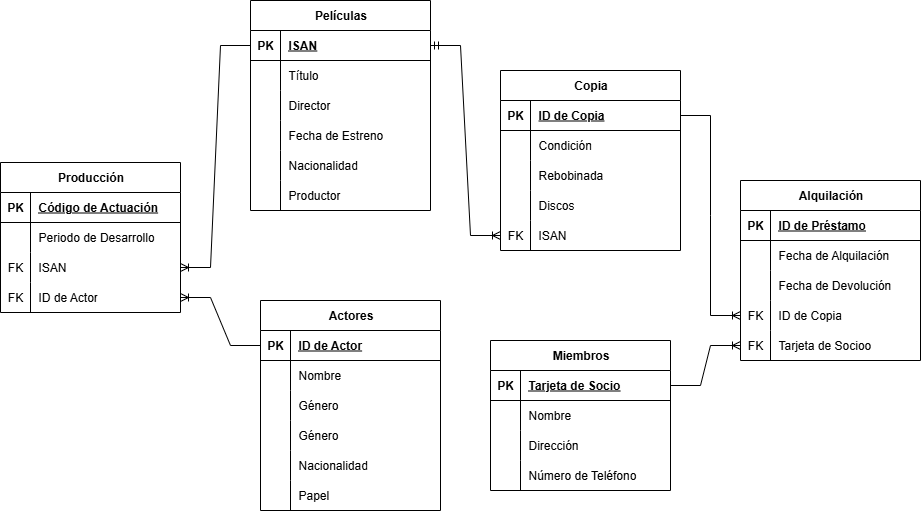 Películas
PK ISAN
Título
Director
Fecha de Estreno
Nacionalidad
Productor
Copia
PK ID de Copia
Condición
Rebobinada
Discos
FK ISAN
Producción
PK Código de Actuación
Periodo de Desarrollo
FK ISAN
FK ID de Actor
Alquilación
PK ID de Préstamo
Fecha de Alquilación
Fecha de Devolución
FK ID de Copia
FK Tarjeta de Socioo
Actores
PK ID de Actor
Nombre
Género
Género
Nacionalidad
Papel
Miembros
PK Tarjeta de Socio
Nombre
Dirección
Número de Teléfono